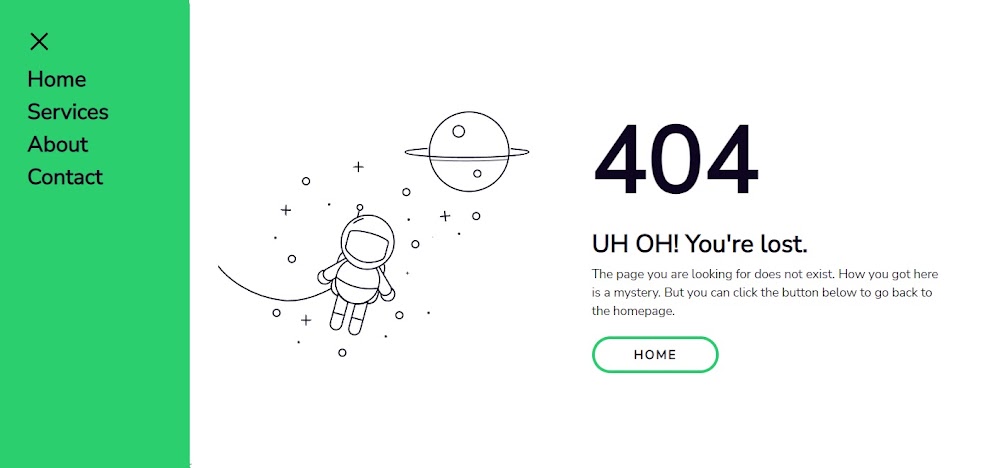 Home
Services
About
Contact
404
UH OH! You're lost.
The page you are looking for does not exist. How you got here
is a mystery. But you can click the button below to go back to
the homepage.
HOME